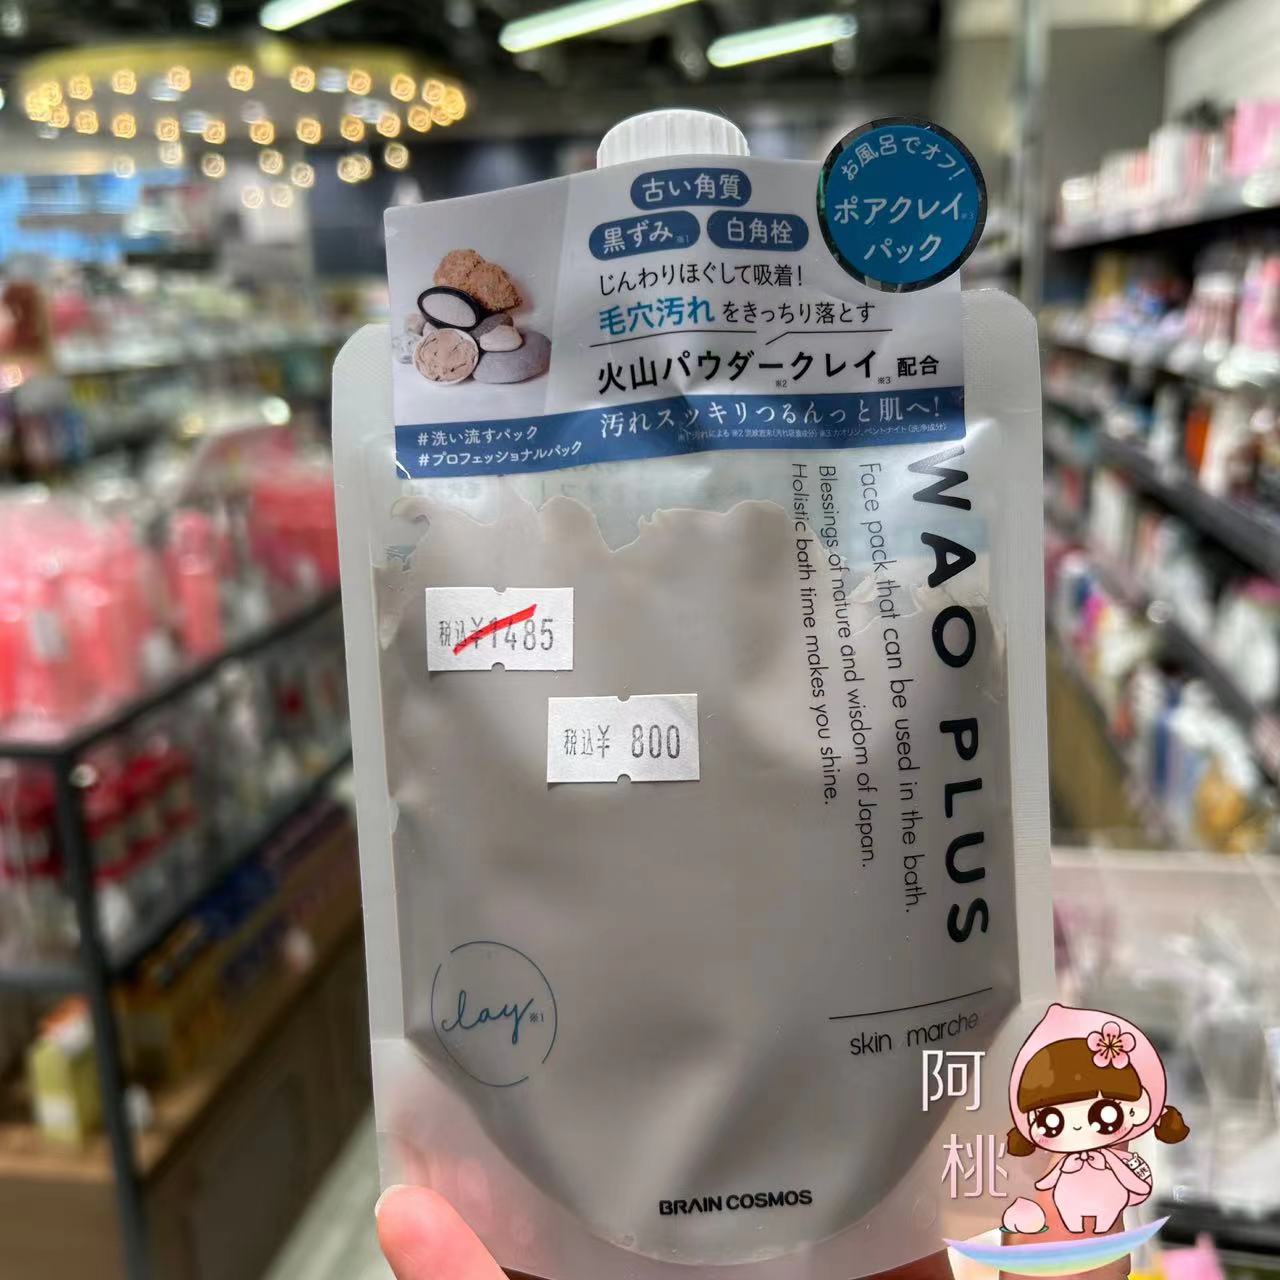 お風呂でオフ!
ポアクレイ※3
パック
古い角質
黒ずみ※1 白角栓
じんわりほぐして吸着!
毛穴汚れをきっちり落とす
火山パウダー※2クレイ※3配合
汚れスッキリつるんっと肌へ!
#洗い流すパック
#プロフェッショナルパック
WAO PLUS
Face pack that can be used in the bath.
Blessings of nature and wisdom of Japan.
Holistic bath time makes you shine.
税込¥1485
税込¥ 800
clay※1
skin marche
BRAIN COSMOS
阿
桃